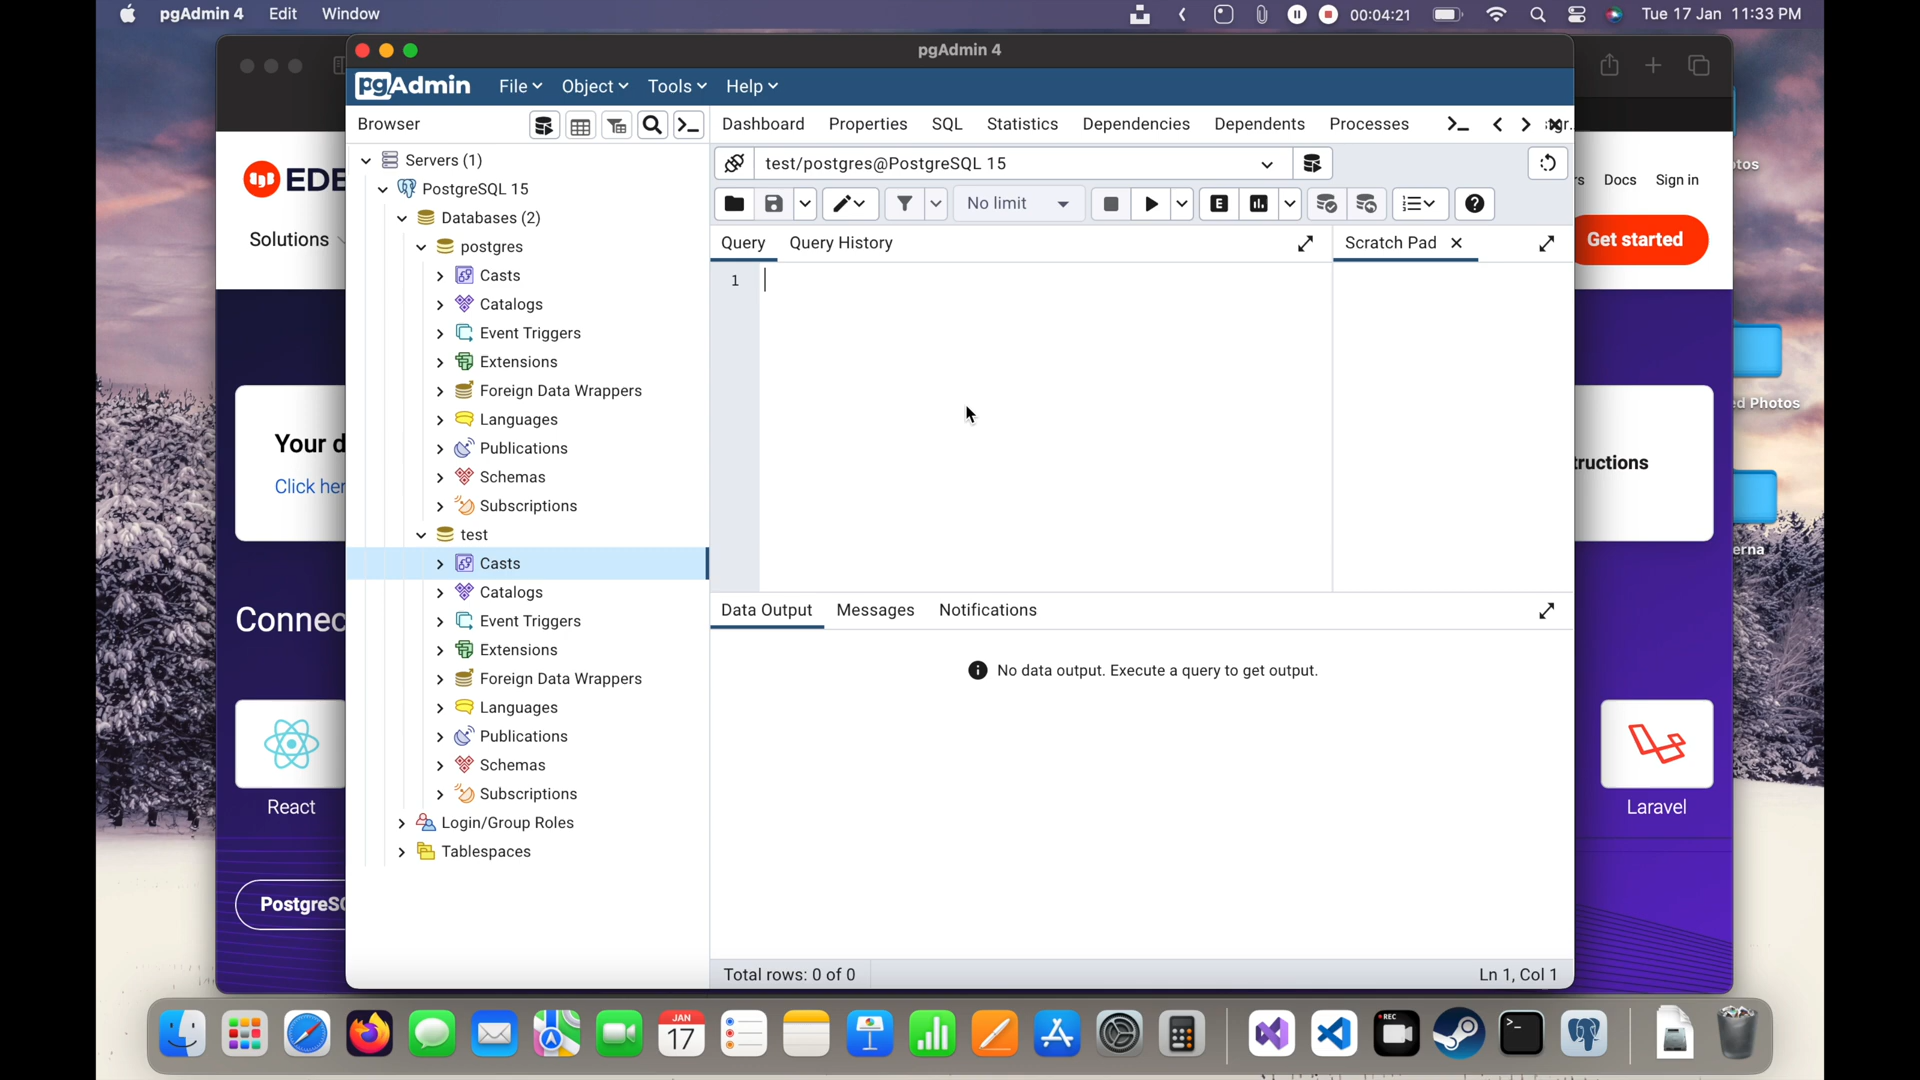 pgAdmin 4 Edit Window
00:04:21
Tue 17 Jan 11:33 PM
pgAdmin 4
pgAdmin File Object Tools Help
Browser
Dashboard Properties SQL Statistics Dependencies Dependents Processes
Servers (1)
PostgreSQL 15
Databases (2)
postgres
Casts
Catalogs
Event Triggers
Extensions
Foreign Data Wrappers
Languages
Publications
Schemas
Subscriptions
test
Casts
Catalogs
Event Triggers
Extensions
Foreign Data Wrappers
Languages
Publications
Schemas
Subscriptions
Login/Group Roles
Tablespaces
test/postgres@PostgreSQL 15
No limit
E
Query Query History
Scratch Pad
1
Data Output Messages Notifications
No data output. Execute a query to get output.
Total rows: 0 of 0
Ln 1, Col 1
EDB
Solutions
Your d
Click her
Connec
React
PostgreSQ
rs Docs Sign in
Get started
tructions
Laravel
tos
d Photos
erna
JAN
17
REC